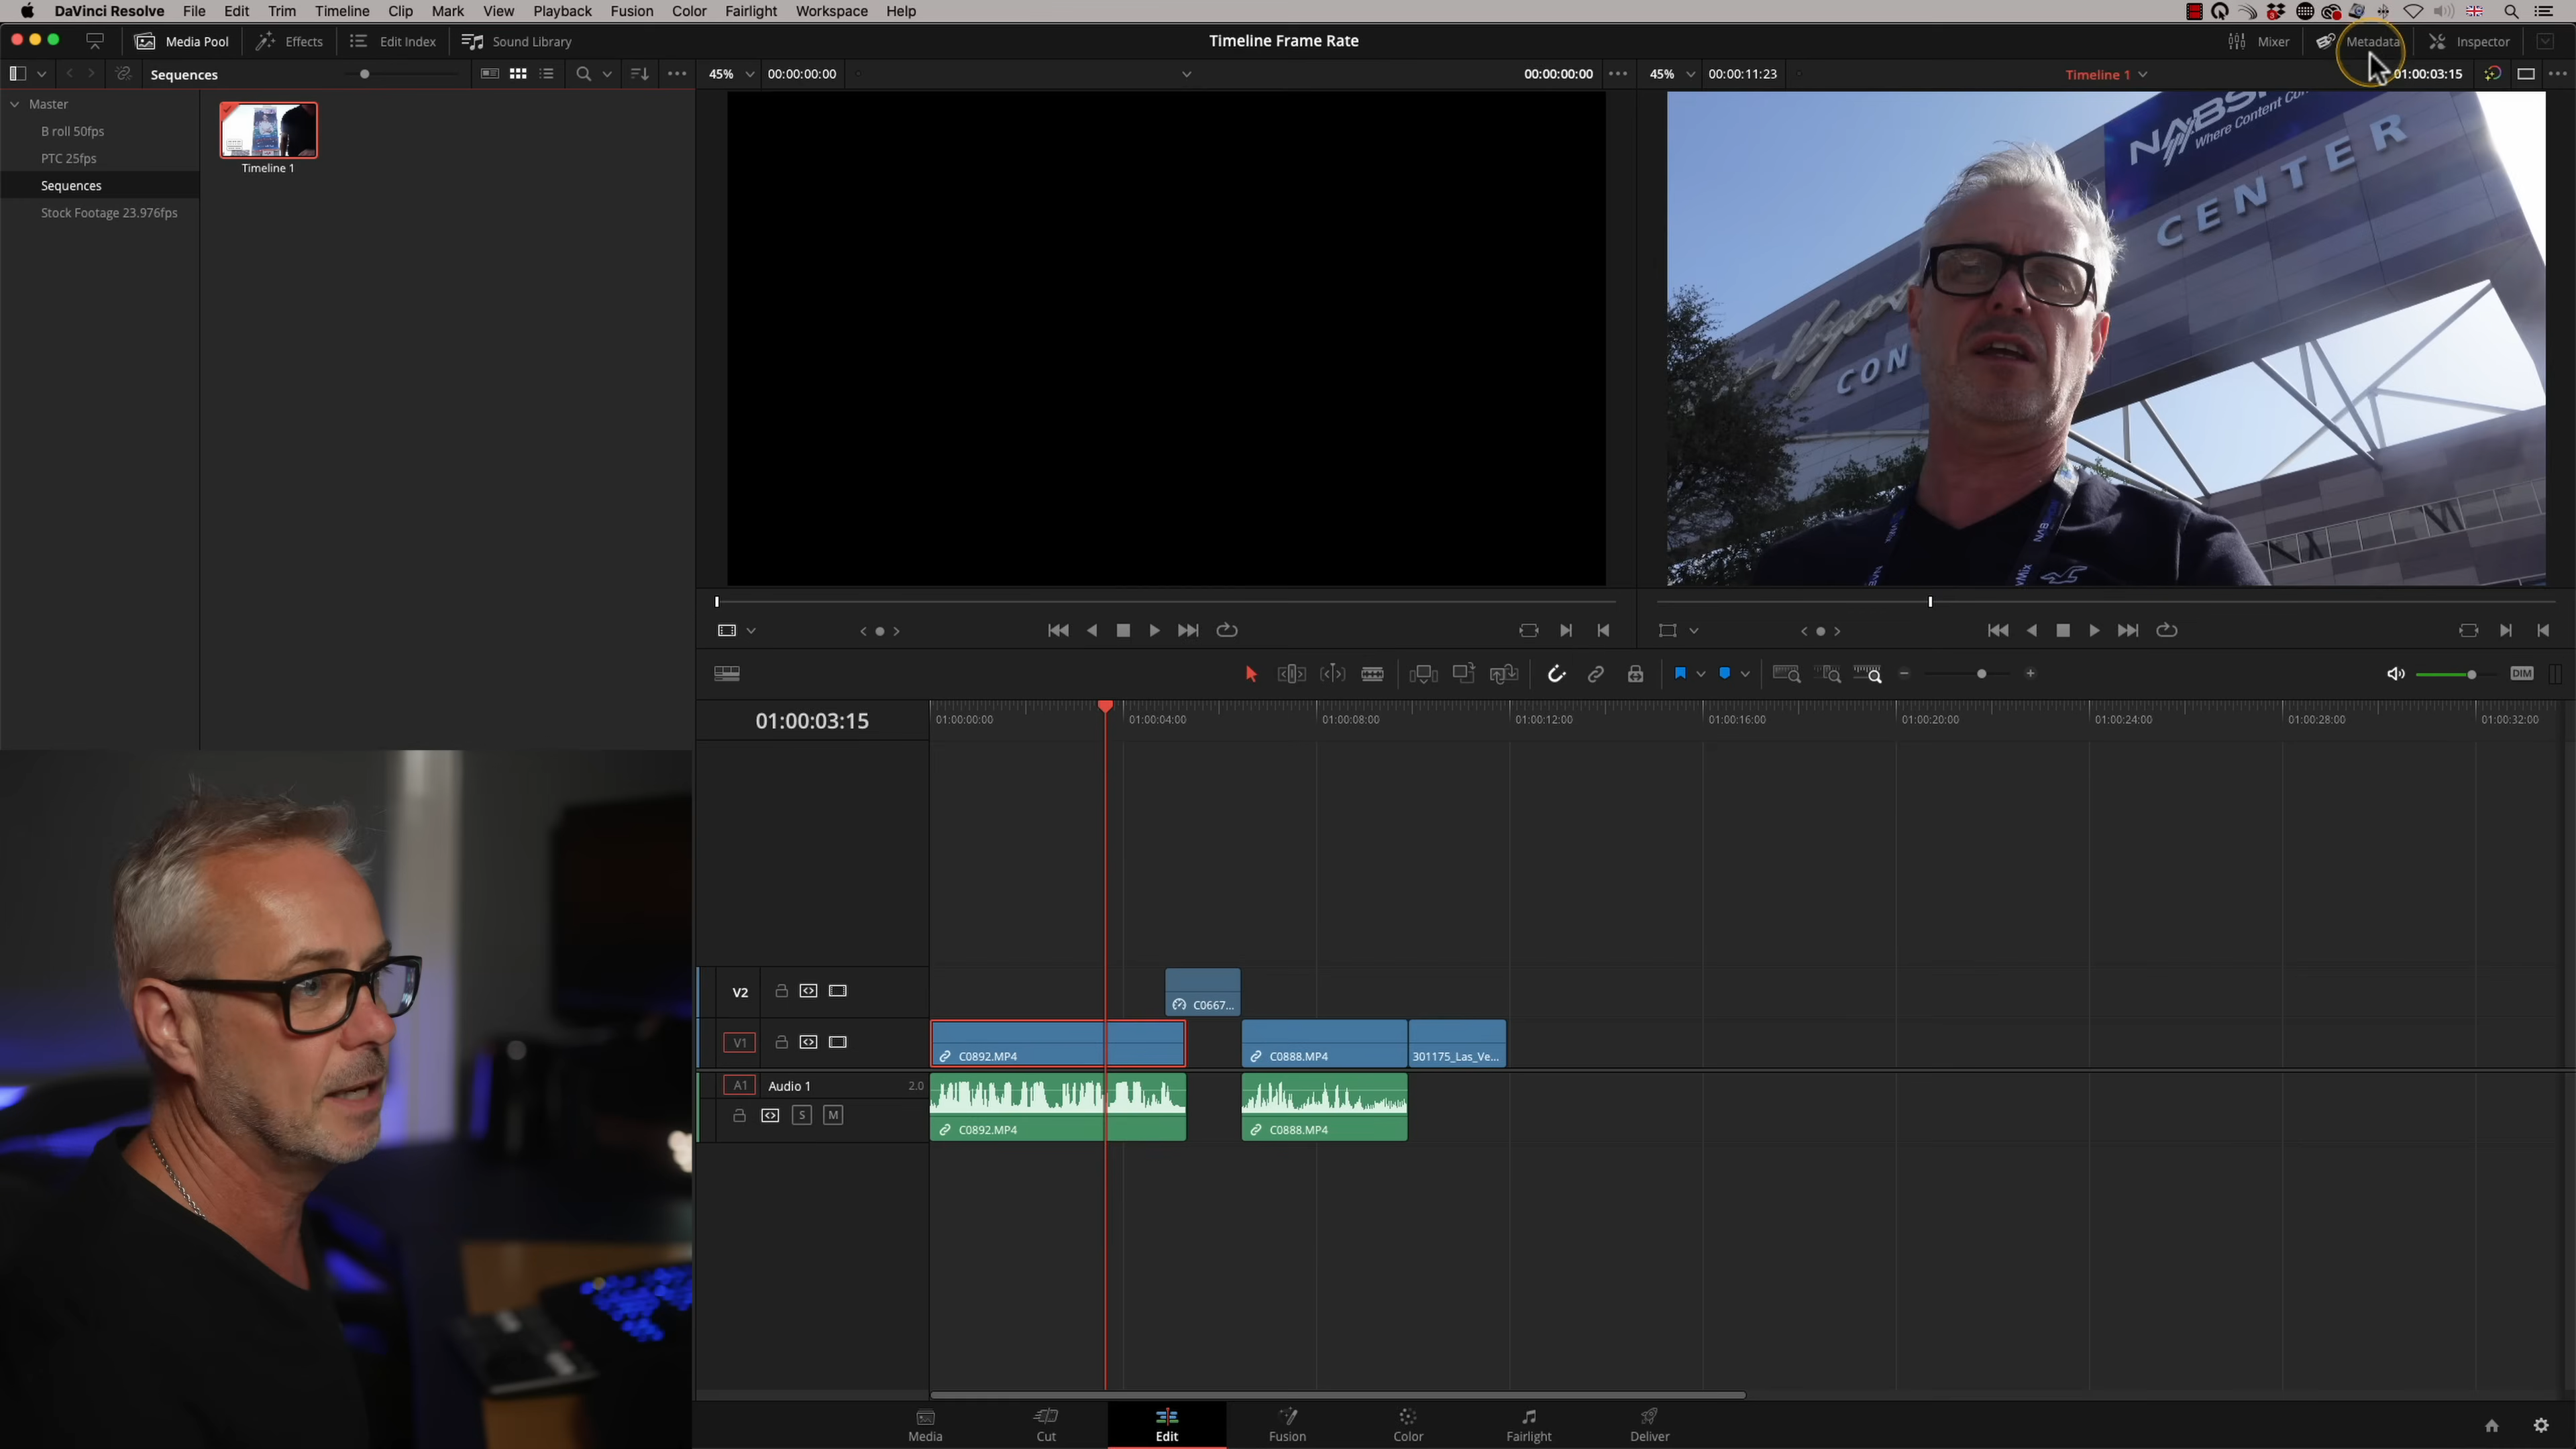 DaVinci Resolve File Edit Trim Timeline Clip Mark View Playback Fusion Color Fairlight Workspace Help
Media Pool Effects Edit Index Sound Library Timeline Frame Rate Mixer Metadata Inspector
Sequences 45% 00:00:00:00 00:00:00:00 45% 00:00:11:23 Timeline 1 01:00:03:15
Master
B roll 50fps
PTC 25fps
Sequences
Stock Footage 23.976fps
Timeline 1
Where Content
CENTER
CON
vMix
DIM
01:00:03:15
01:00:00:00 01:00:04:00 01:00:08:00 01:00:12:00 01:00:16:00 01:00:20:00 01:00:24:00 01:00:28:00 01:00:32:00
V2 C0667...
V1 C0892.MP4 C0888.MP4 301175_Las_Ve...
A1 Audio 1 2.0
S M
C0892.MP4 C0888.MP4
Media Cut Edit Fusion Color Fairlight Deliver